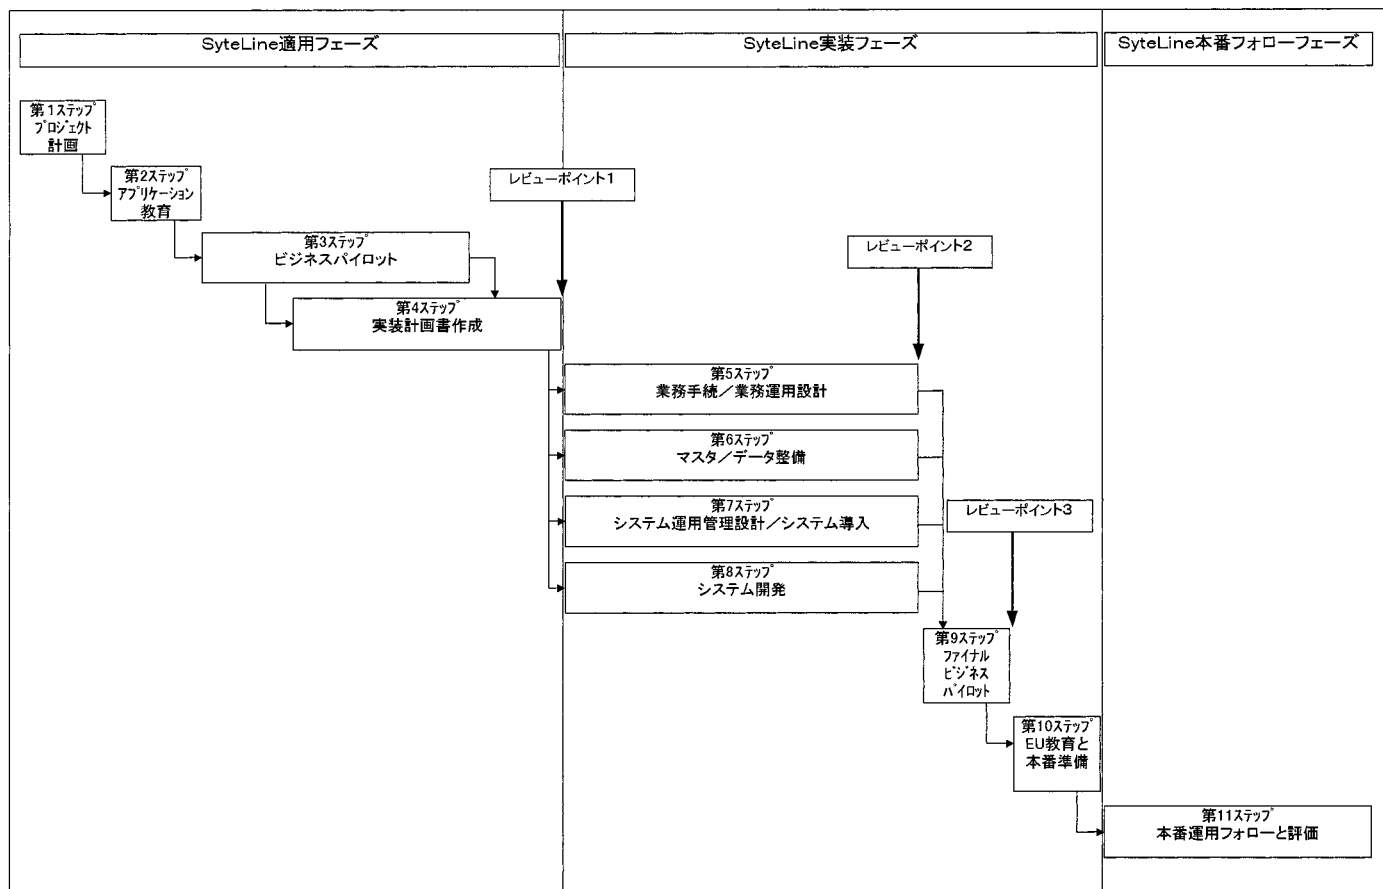 SyteLine適用フェーズ
SyteLine実装フェーズ
SyteLine本番フォローフェーズ
第1ステップ
プロジェクト
計画
第2ステップ
アプリケーション
教育
レビューポイント1
第3ステップ
ビジネスパイロット
レビューポイント2
第4ステップ
実装計画書作成
第5ステップ
業務手続／業務運用設計
第6ステップ
マスタ／データ整備
第7ステップ
システム運用管理設計／システム導入
レビューポイント3
第8ステップ
システム開発
第9ステップ
ファイナル
ビジネス
パイロット
第10ステップ
EU教育と
本番準備
第11ステップ
本番運用フォローと評価